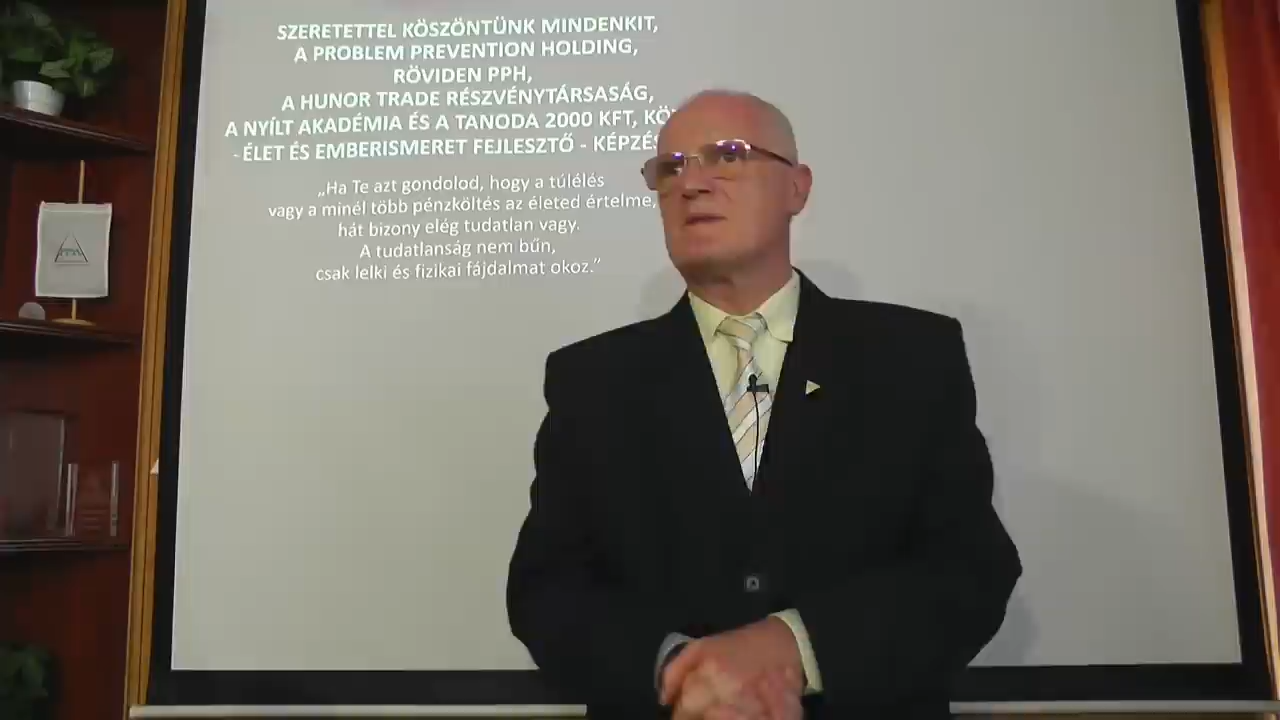 SZERETETTEL KÖSZÖNTÜNK MINDENKIT,
A PROBLEM PREVENTION HOLDING,
RÖVIDEN PPH,
A HUNOR TRADE RÉSZVÉNYTÁRSASÁG,
A NYÍLT AKADÉMIA ÉS A TANODA 2000 KFT,
- ÉLET ÉS EMBERISMERET FEJLESZTŐ -
„Ha Te azt gondolod, hogy a túlélés
vagy a minél több pénzköltés az életed értelme,
hát bizony elég tudatlan vagy.
A tudatlanság nem bűn,
csak lelki és fizikai fájdalmat okoz.”